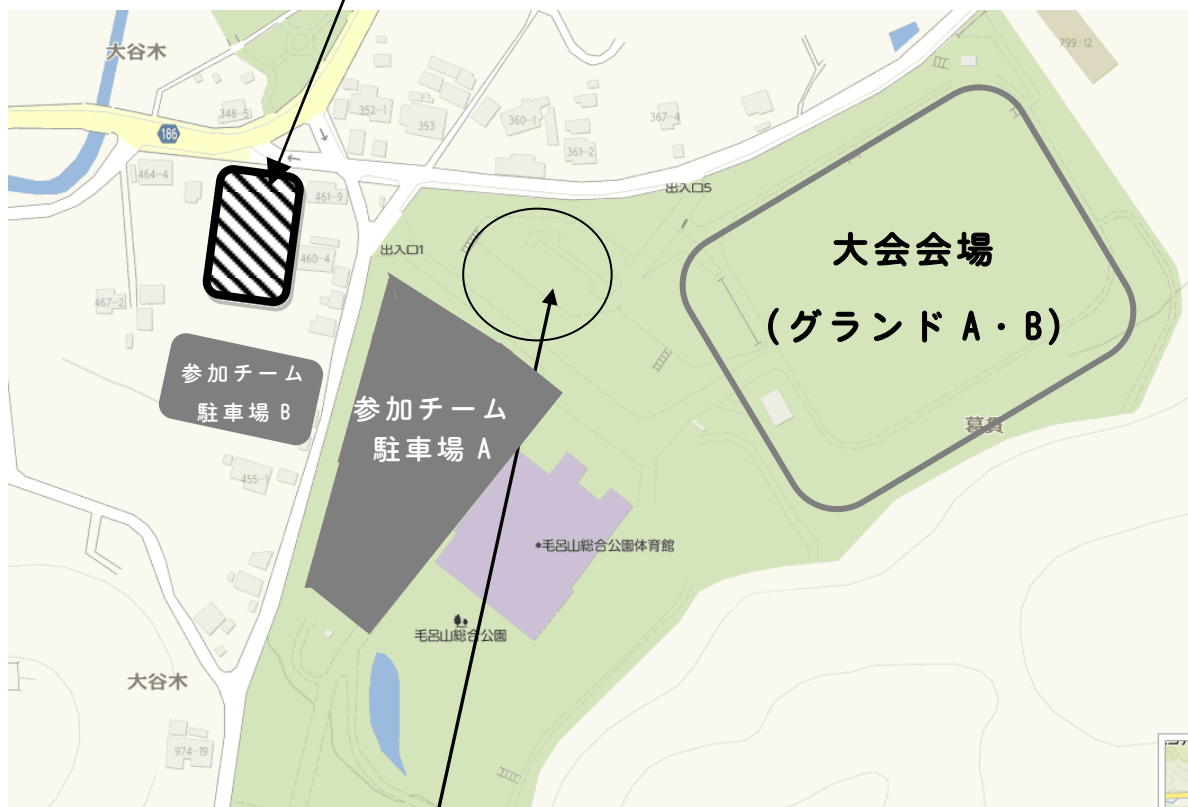 大谷木
799-12
348-5
352-1
353
360-1
367-4
361-2
186
464-4
461-9
出入口5
出入口1
460-4
467-2
大会会場
(グランド A・B)
参加チーム
駐車場 B
参加チーム
駐車場 A
葛貫
455-1
毛呂山総合公園体育館
毛呂山総合公園
大谷木
974-19